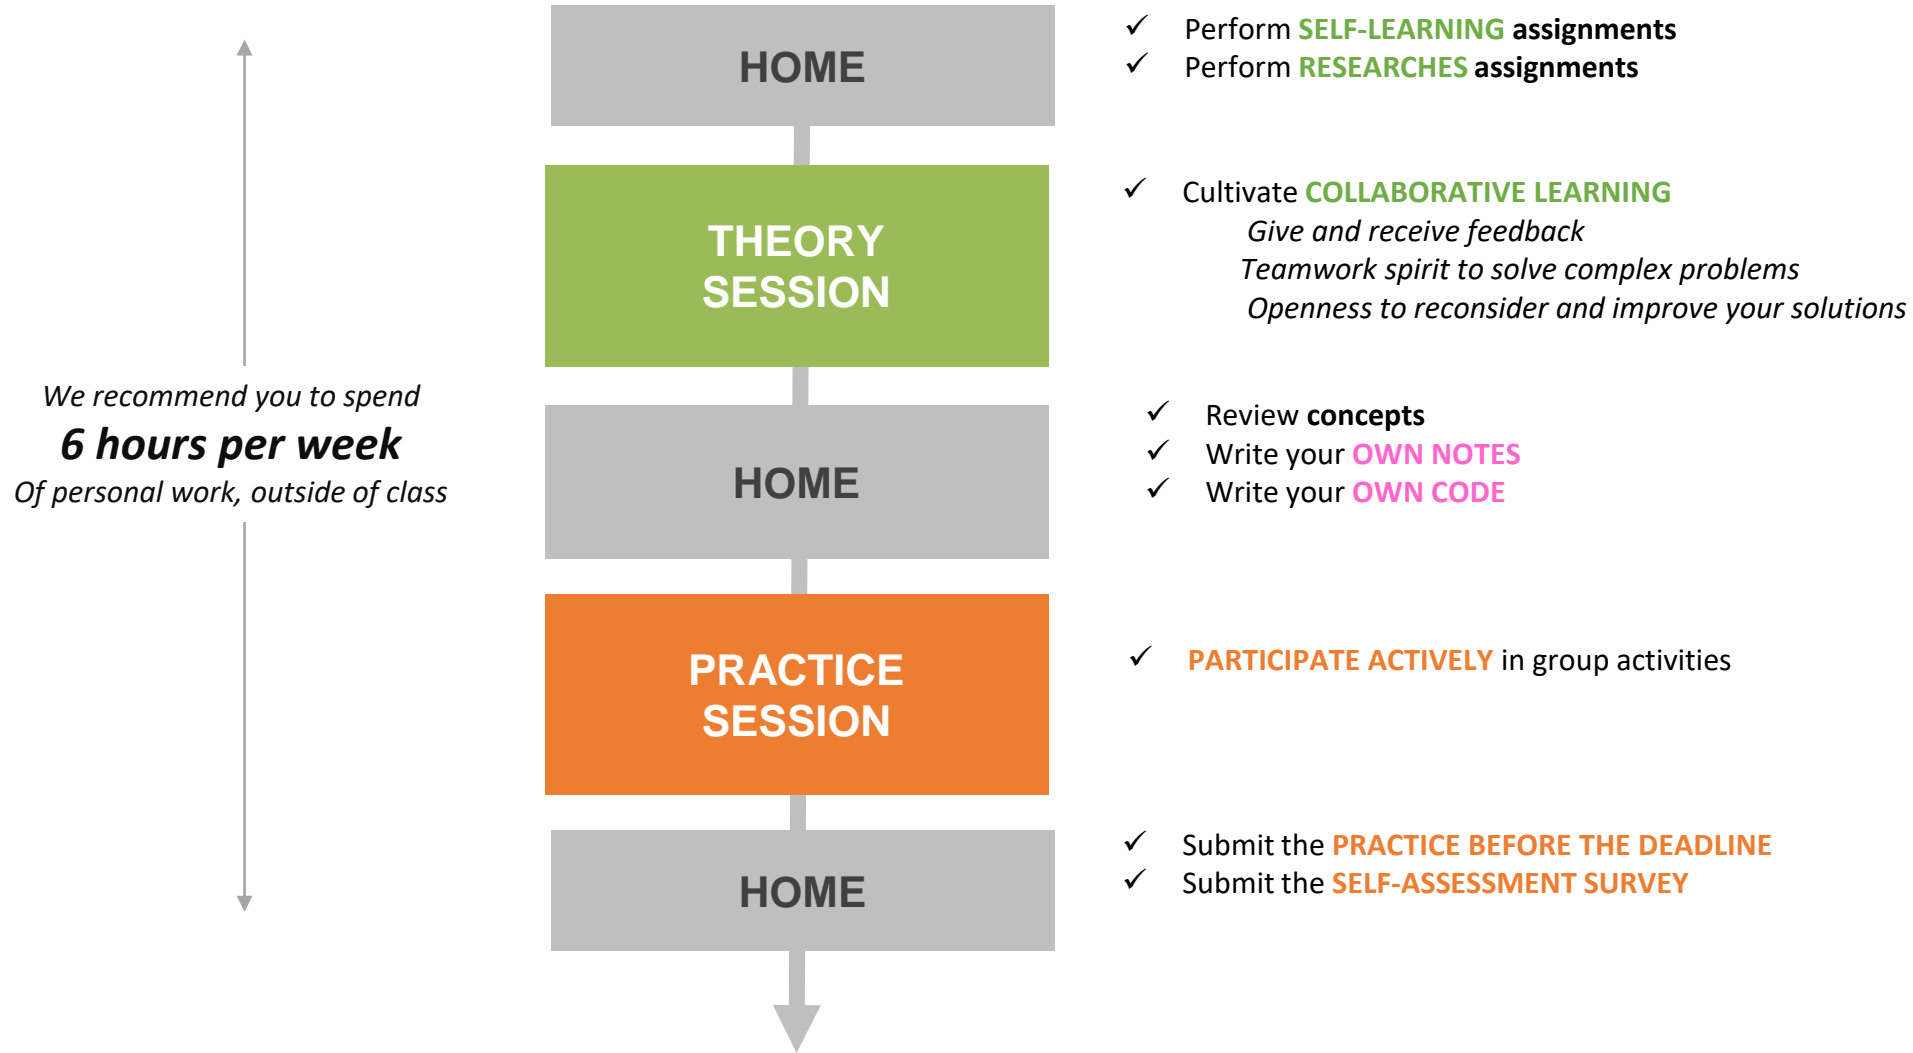 HOME
✓ Perform SELF-LEARNING assignments
✓ Perform RESEARCHES assignments
THEORY
SESSION
✓ Cultivate COLLABORATIVE LEARNING
Give and receive feedback
Teamwork spirit to solve complex problems
Openness to reconsider and improve your solutions
We recommend you to spend
6 hours per week
Of personal work, outside of class
HOME
✓ Review concepts
✓ Write your OWN NOTES
✓ Write your OWN CODE
PRACTICE
SESSION
✓ PARTICIPATE ACTIVELY in group activities
HOME
✓ Submit the PRACTICE BEFORE THE DEADLINE
✓ Submit the SELF-ASSESSMENT SURVEY